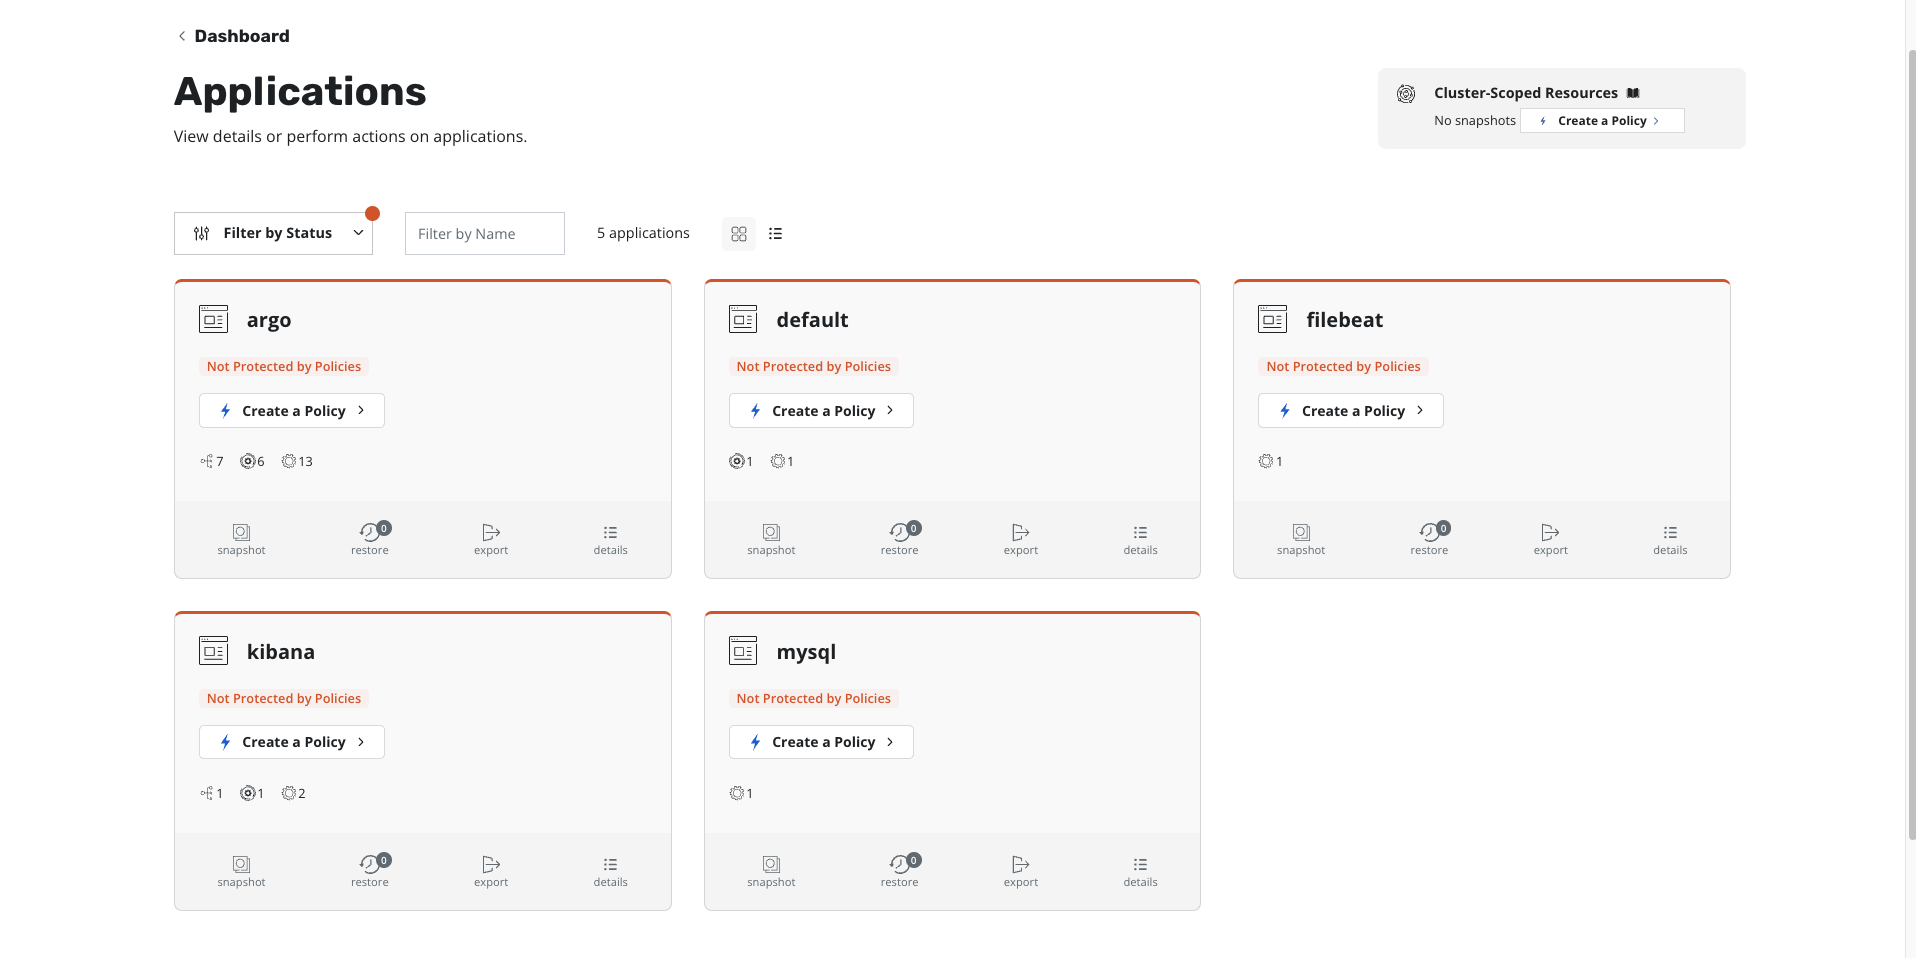 Dashboard
Applications
View details or perform actions on applications.
Cluster-Scoped Resources
No snapshots Create a Policy
Filter by Status
Filter by Name
5 applications
argo
Not Protected by Policies
Create a Policy
7 6 13
snapshot restore 0 export details
default
Not Protected by Policies
Create a Policy
1 1
snapshot restore 0 export details
filebeat
Not Protected by Policies
Create a Policy
1
snapshot restore 0 export details
kibana
Not Protected by Policies
Create a Policy
1 1 2
snapshot restore 0 export details
mysql
Not Protected by Policies
Create a Policy
1
snapshot restore 0 export details